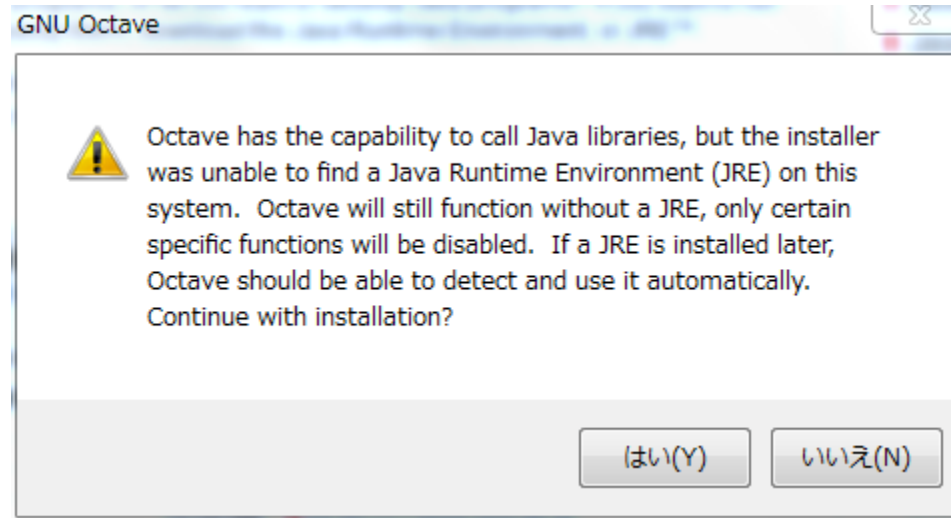 GNU Octave
Octave has the capability to call Java libraries, but the installer
was unable to find a Java Runtime Environment (JRE) on this
system.  Octave will still function without a JRE, only certain
specific functions will be disabled.  If a JRE is installed later,
Octave should be able to detect and use it automatically.
Continue with installation?
はい(Y) いいえ(N)